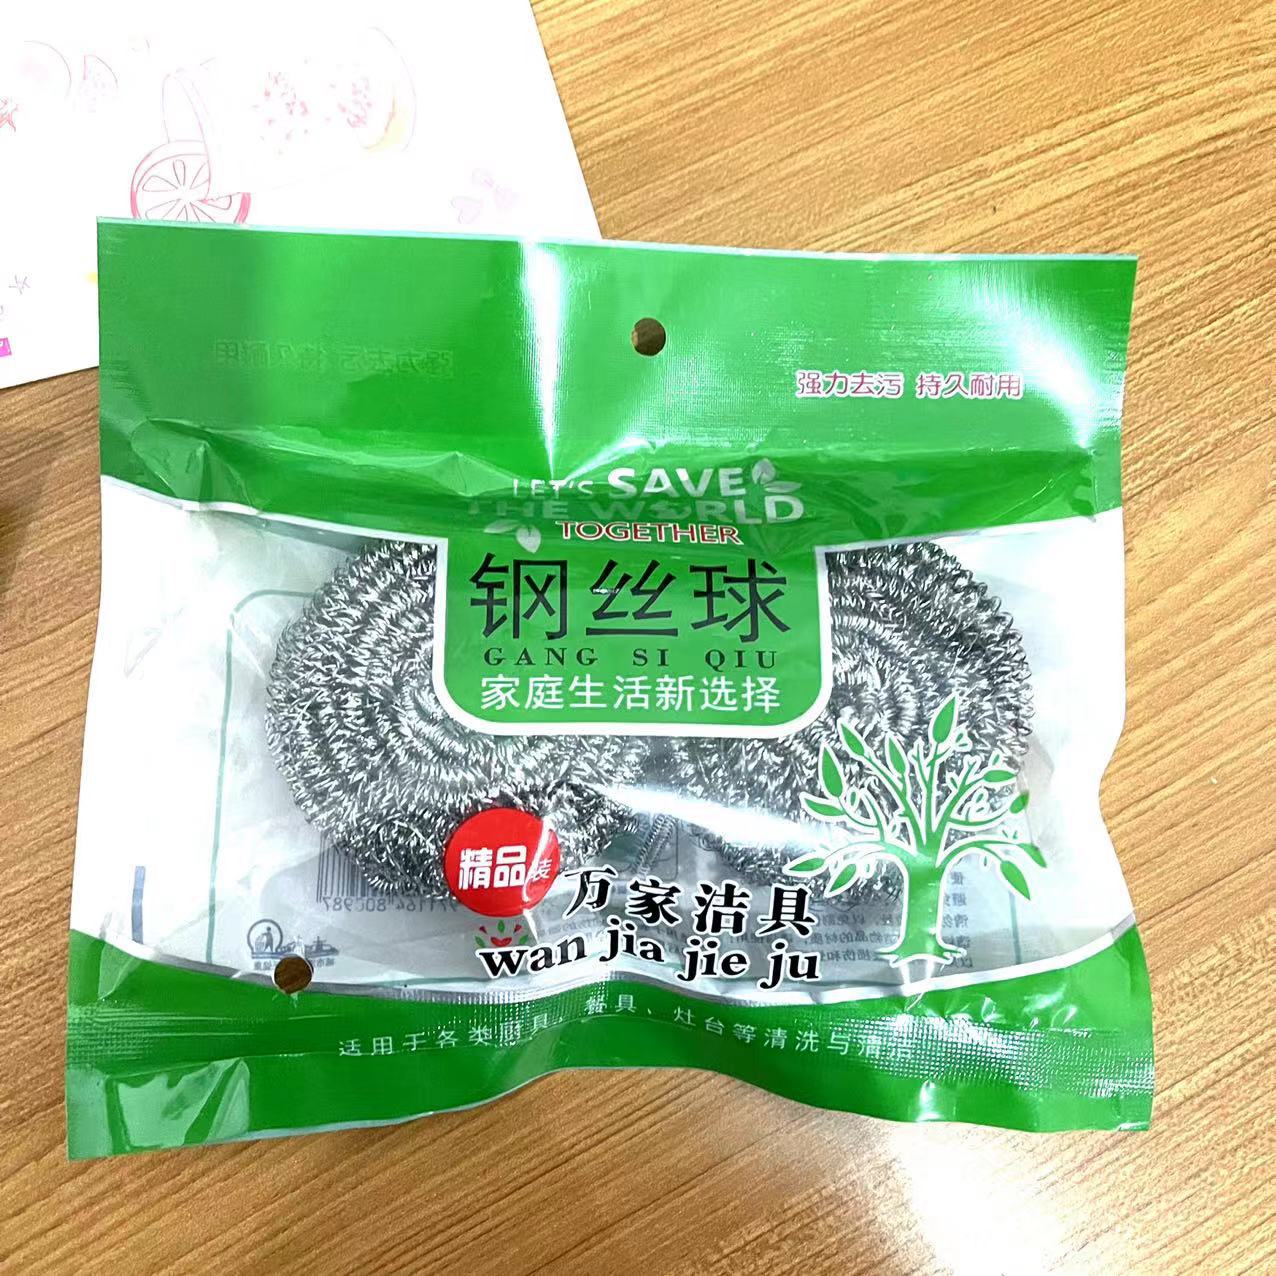 强力去污 持久耐用
LET'S SAVE
THE WORLD
TOGETHER
钢丝球
GANG SI QIU
家庭生活新选择
精品装
万家洁具
wan jia jie ju
适用于各类厨具、餐具、灶台等清洗与清洁